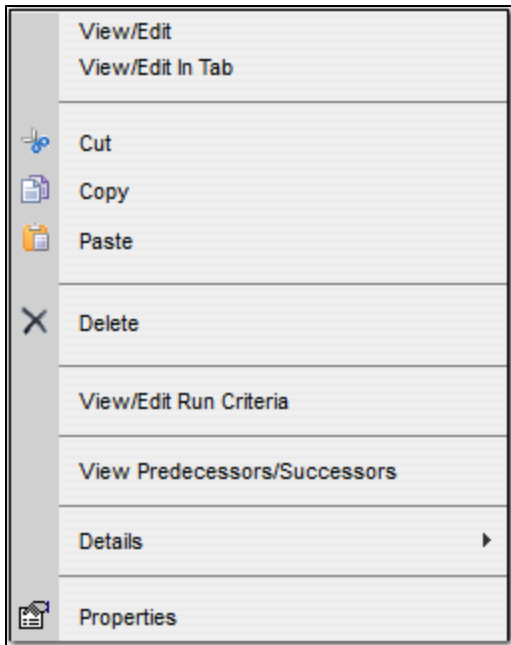 View/Edit
View/Edit In Tab
Cut
Copy
Paste
Delete
View/Edit Run Criteria
View Predecessors/Successors
Details
Properties